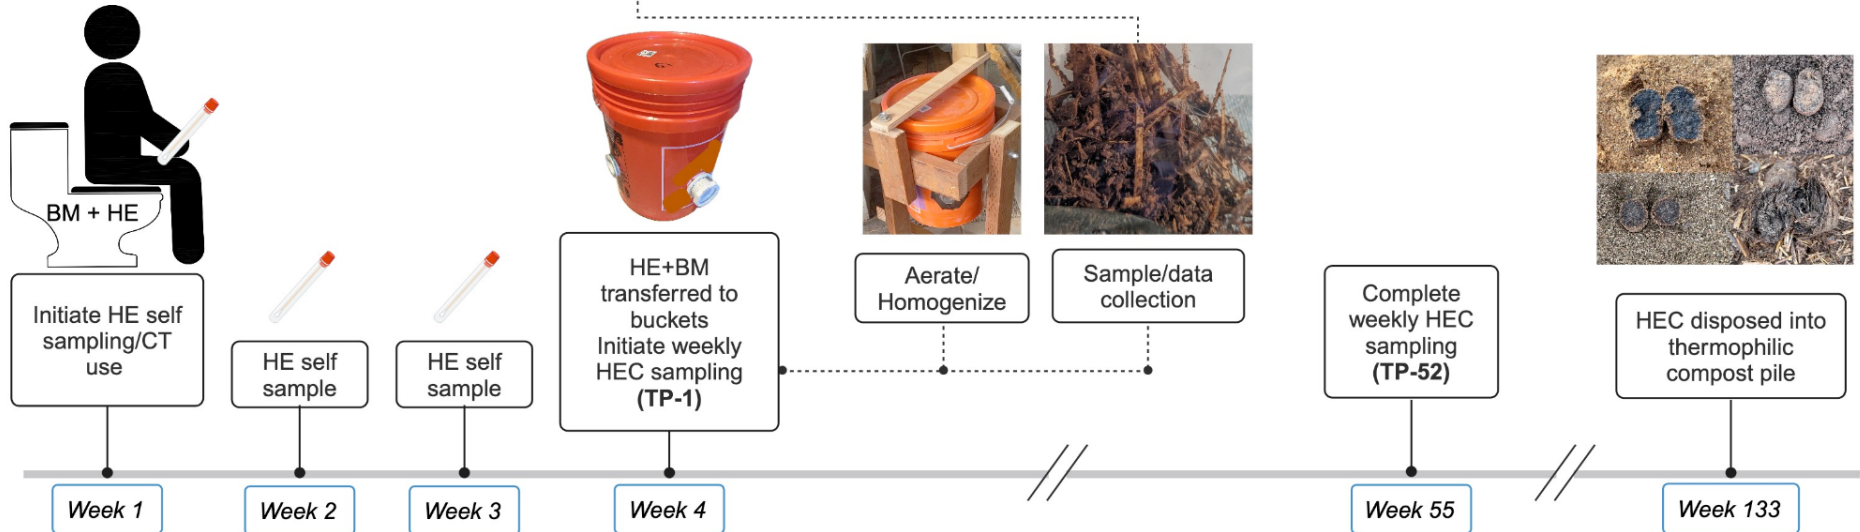 BM + HE
Initiate HE self
sampling/CT
use
HE self
sample
HE self
sample
HE+BM
transferred to
buckets
Initiate weekly
HEC sampling
(TP-1)
Aerate/
Homogenize
Sample/data
collection
Complete
weekly HEC
sampling
(TP-52)
HEC disposed into
thermophilic
compost pile
Week 1
Week 2
Week 3
Week 4
Week 55
Week 133